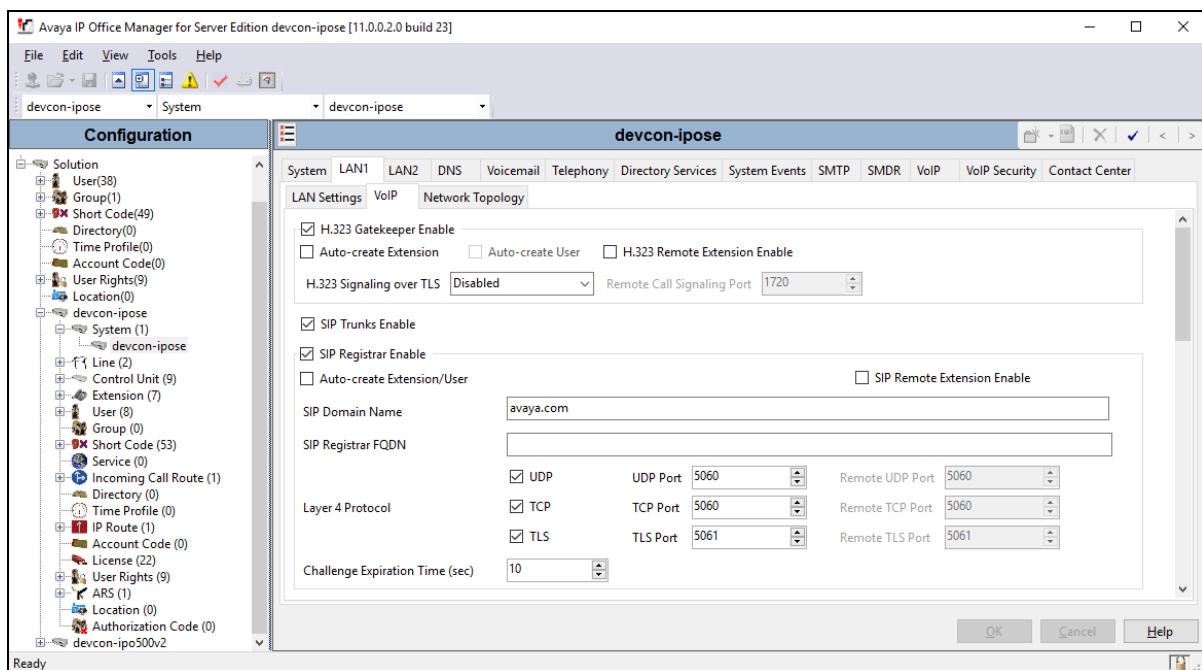 Avaya IP Office Manager for Server Edition devcon-ipose [11.0.0.2.0 build 23]
File Edit View Tools Help
devcon-ipose System devcon-ipose
Configuration
Solution
User(38)
Group(1)
Short Code(49)
Directory(0)
Time Profile(0)
Account Code(0)
User Rights(9)
Location(0)
devcon-ipose
System (1)
devcon-ipose
Line (2)
Control Unit (9)
Extension (7)
User (8)
Group (0)
Short Code (53)
Service (0)
Incoming Call Route (1)
Directory (0)
Time Profile (0)
IP Route (1)
Account Code (0)
License (22)
User Rights (9)
ARS (1)
Location (0)
Authorization Code (0)
devcon-ipo500v2
devcon-ipose
System LAN1 LAN2 DNS Voicemail Telephony Directory Services System Events SMTP SMDR VoIP VoIP Security Contact Center
LAN Settings VoIP Network Topology
H.323 Gatekeeper Enable
Auto-create Extension Auto-create User H.323 Remote Extension Enable
H.323 Signaling over TLS Disabled Remote Call Signaling Port 1720
SIP Trunks Enable
SIP Registrar Enable
Auto-create Extension/User SIP Remote Extension Enable
SIP Domain Name avaya.com
SIP Registrar FQDN
Layer 4 Protocol
UDP UDP Port 5060 Remote UDP Port 5060
TCP TCP Port 5060 Remote TCP Port 5060
TLS TLS Port 5061 Remote TLS Port 5061
Challenge Expiration Time (sec) 10
OK Cancel Help
Ready